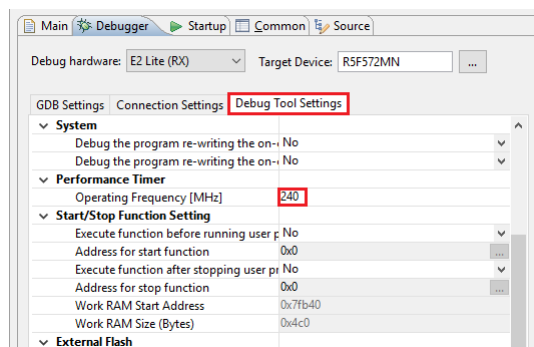 Main Debugger Startup Common Source
Debug hardware: E2 Lite (RX) Target Device: R5F572MN ...
GDB Settings Connection Settings Debug Tool Settings
System
Debug the program re-writing the on- No
Debug the program re-writing the on- No
Performance Timer
Operating Frequency [MHz] 240
Start/Stop Function Setting
Execute function before running user p No
Address for start function 0x0 ...
Execute function after stopping user pr No
Address for stop function 0x0 ...
Work RAM Start Address 0x7fb40
Work RAM Size (Bytes) 0x4c0
External Flash